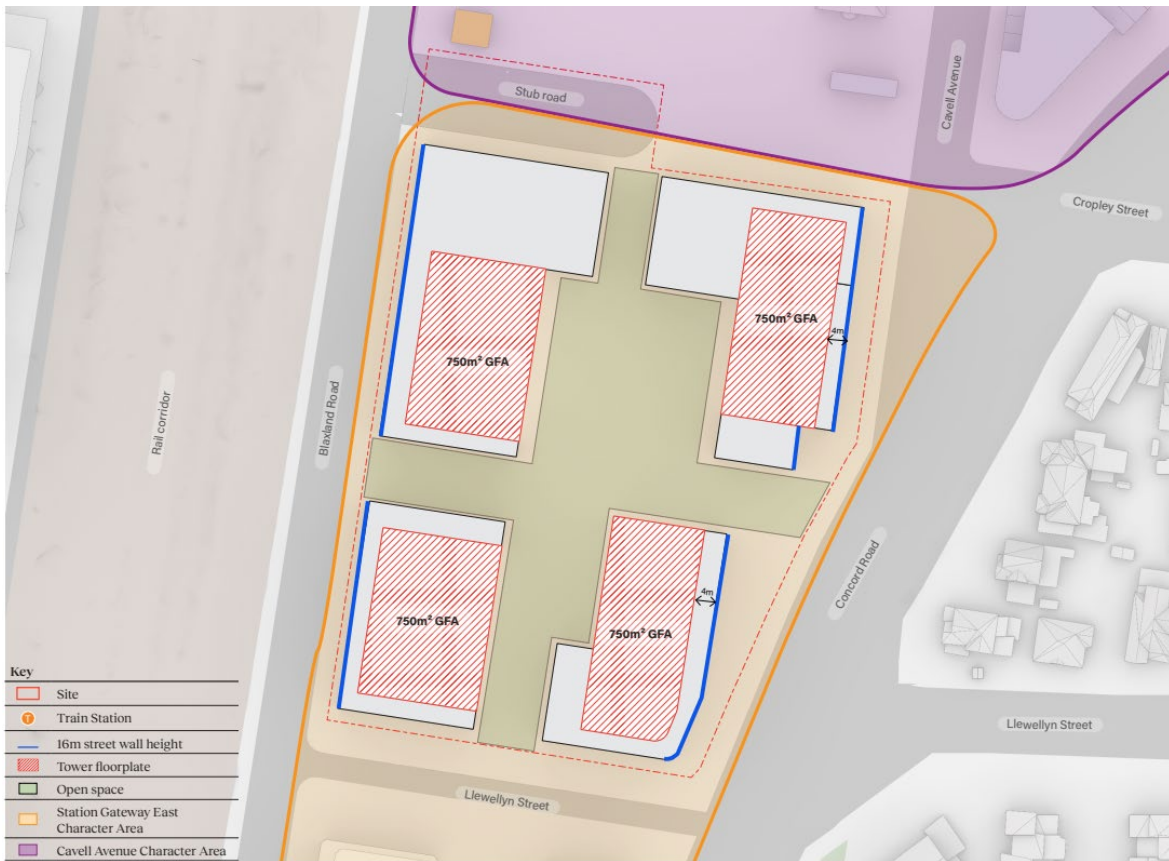 Stub road
Cavell Avenue
Cropley Street
750m² GFA
4m
750m² GFA
Rail corridor
Blaxland Road
Concord Road
4m
750m² GFA
750m² GFA
Llewellyn Street
Llewellyn Street
Key
Site
T Train Station
16m street wall height
Tower floorplate
Open space
Station Gateway East
Character Area
Cavell Avenue Character Area